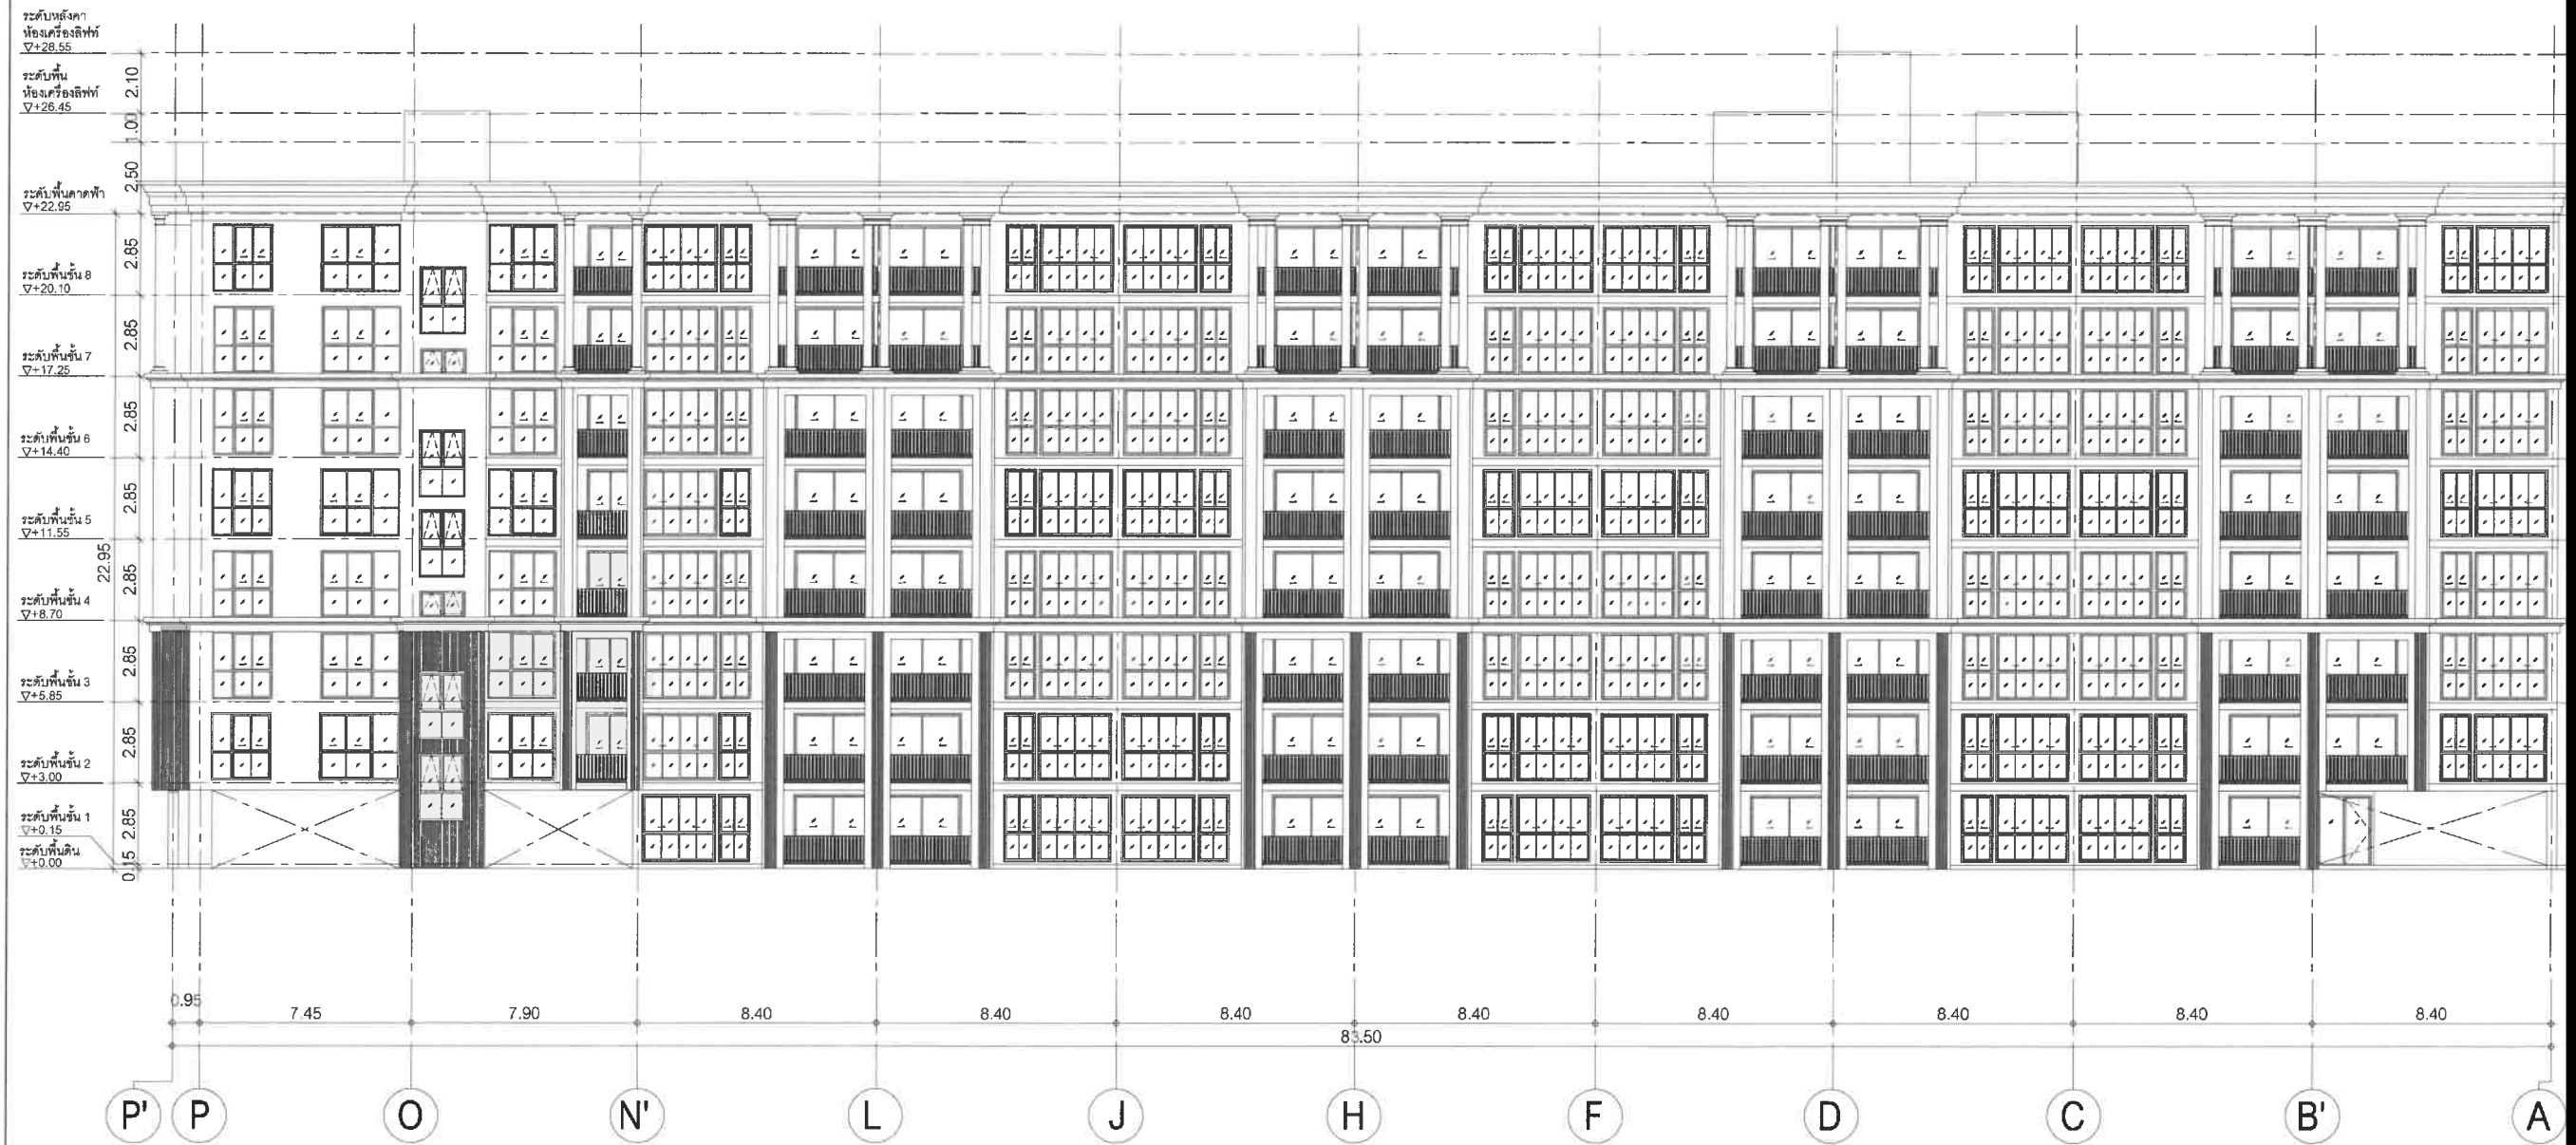 ระดับหลังคา
ห้องเครื่องลิฟท์
▽+28.55
2.10
ระดับพื้น
ห้องเครื่องลิฟท์
▽+26.45
1.00
2.50
ระดับพื้นดาดฟ้า
▽+22.95
2.85
ระดับพื้นชั้น 8
▽+20.10
2.85
ระดับพื้นชั้น 7
▽+17.25
2.85
ระดับพื้นชั้น 6
▽+14.40
2.85
ระดับพื้นชั้น 5
▽+11.55
22.95
2.85
ระดับพื้นชั้น 4
▽+8.70
2.85
ระดับพื้นชั้น 3
▽+5.85
2.85
ระดับพื้นชั้น 2
▽+3.00
2.85
ระดับพื้นชั้น 1
▽+0.15
ระดับพื้นดิน
▽+0.00
0.15
0.95 7.45 7.90 8.40 8.40 8.40 8.40 8.40 8.40 8.40 8.40
83.50
P' P O N' L J H F D C B' A